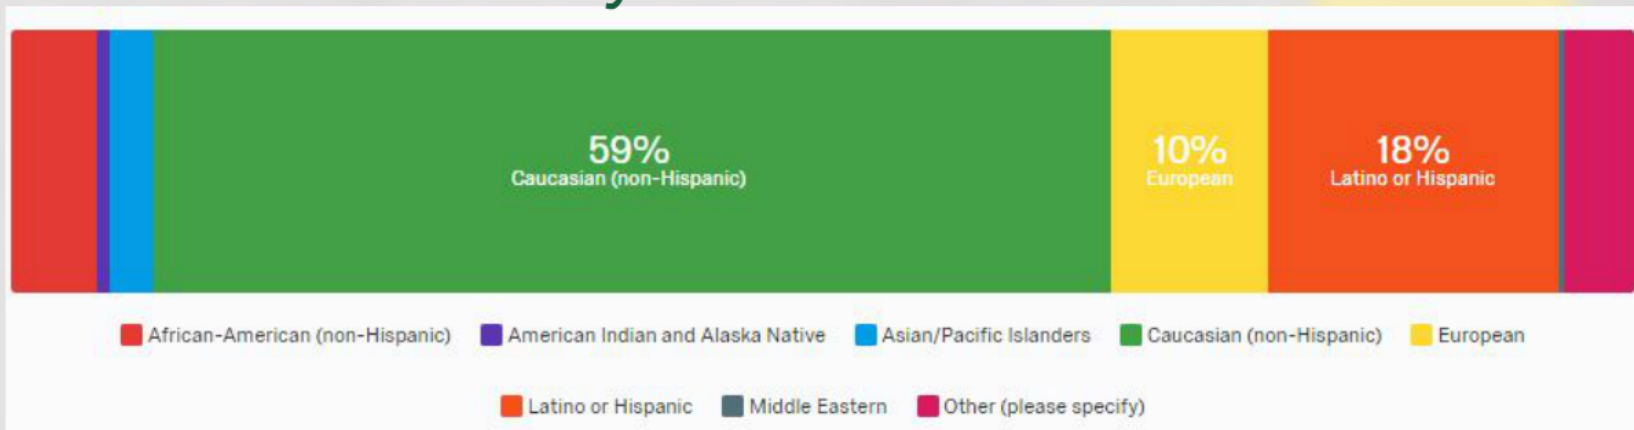 59%
Caucasian (non-Hispanic)
10%
European
18%
Latino or Hispanic
African-American (non-Hispanic) American Indian and Alaska Native Asian/Pacific Islanders Caucasian (non-Hispanic) European
Latino or Hispanic Middle Eastern Other (please specify)